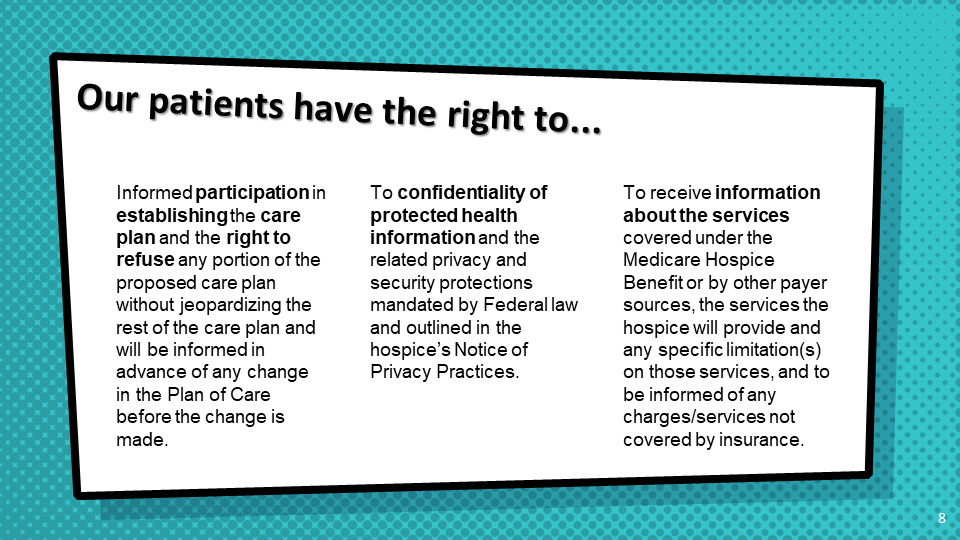 Our patients have the right to...
Informed participation in
establishing the care
plan and the right to
refuse any portion of the
proposed care plan
without jeopardizing the
rest of the care plan and
will be informed in
advance of any change
in the Plan of Care
before the change is
made.
To confidentiality of
protected health
information and the
related privacy and
security protections
mandated by Federal law
and outlined in the
hospice’s Notice of
Privacy Practices.
To receive information
about the services
covered under the
Medicare Hospice
Benefit or by other payer
sources, the services the
hospice will provide and
any specific limitation(s)
on those services, and to
be informed of any
charges/services not
covered by insurance.
8